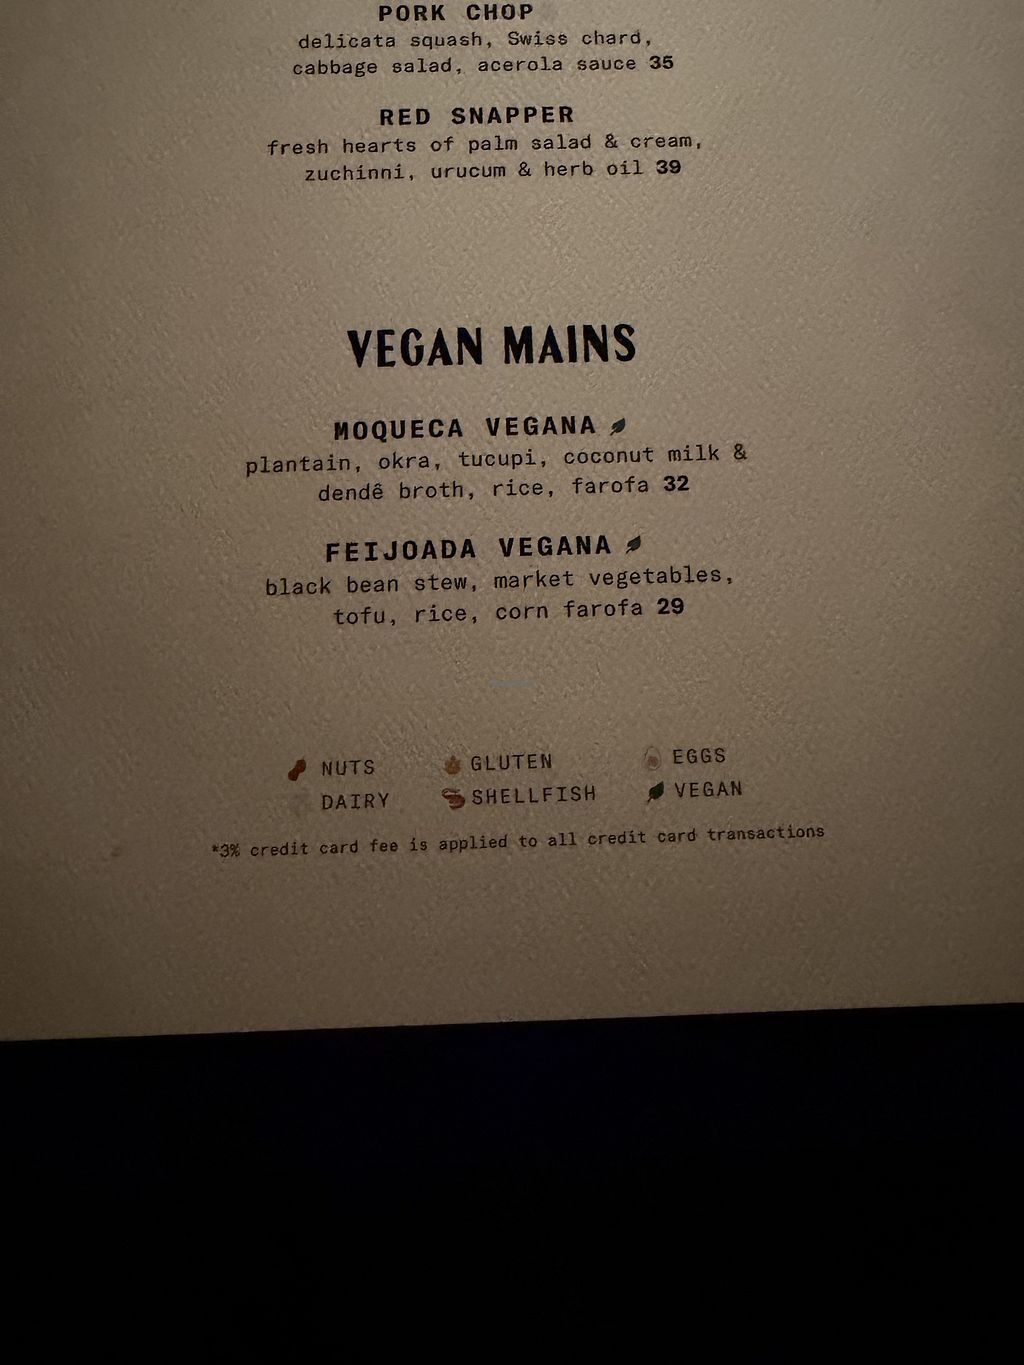 PORK CHOP
delicata squash, Swiss chard,
cabbage salad, acerola sauce 35
RED SNAPPER
fresh hearts of palm salad & cream,
zuchinni, urucum & herb oil 39
VEGAN MAINS
MOQUECA VEGANA
plantain, okra, tucupi, coconut milk &
dendê broth, rice, farofa 32
FEIJOADA VEGANA
black bean stew, market vegetables,
tofu, rice, corn farofa 29
NUTS GLUTEN EGGS
DAIRY SHELLFISH VEGAN
*3% credit card fee is applied to all credit card transactions